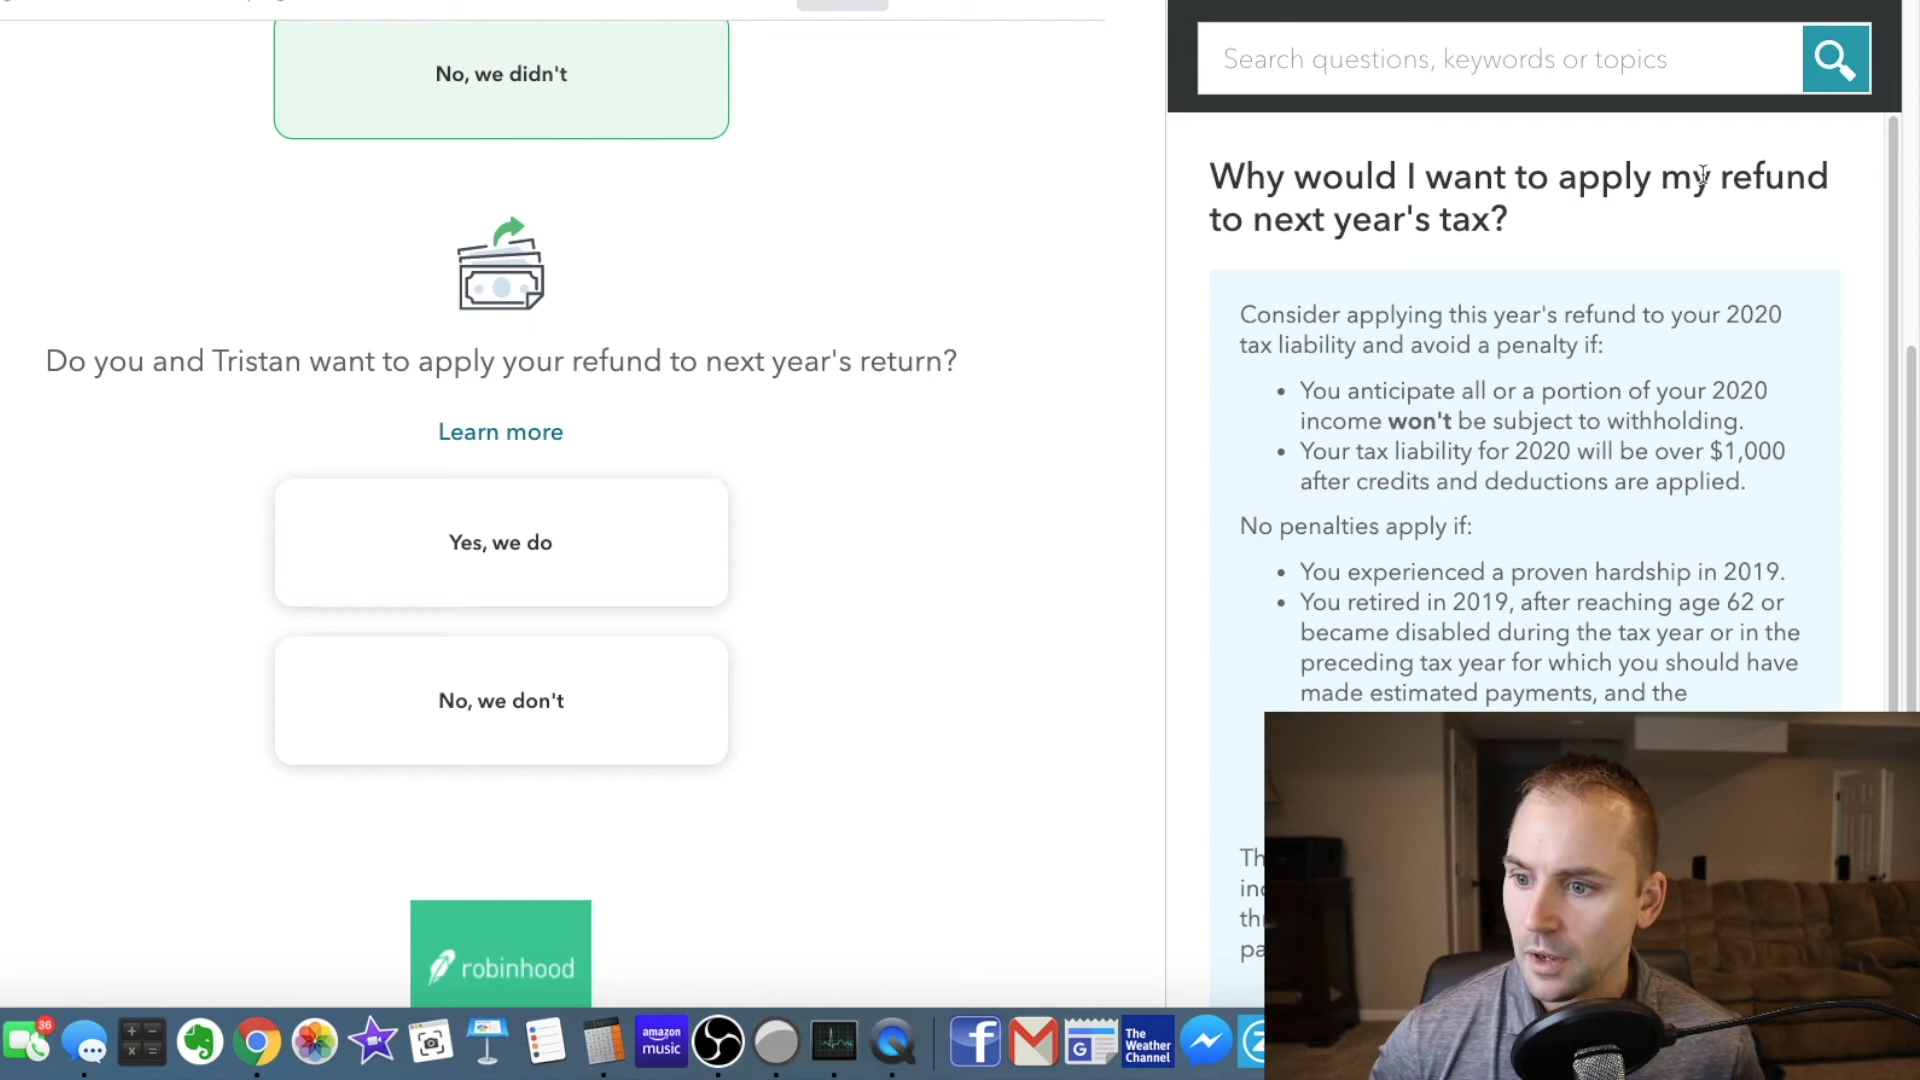 No, we didn't
Do you and Tristan want to apply your refund to next year's return?
Learn more
Yes, we do
No, we don't
robinhood
Search questions, keywords or topics
Why would I want to apply my refund
to next year's tax?
Consider applying this year's refund to your 2020
tax liability and avoid a penalty if:
• You anticipate all or a portion of your 2020
income won't be subject to withholding.
• Your tax liability for 2020 will be over $1,000
after credits and deductions are applied.
No penalties apply if:
• You experienced a proven hardship in 2019.
• You retired in 2019, after reaching age 62 or
became disabled during the tax year or in the
preceding tax year for which you should have
made estimated payments, and the
36
amazon
music
G
The
Weather
Channel